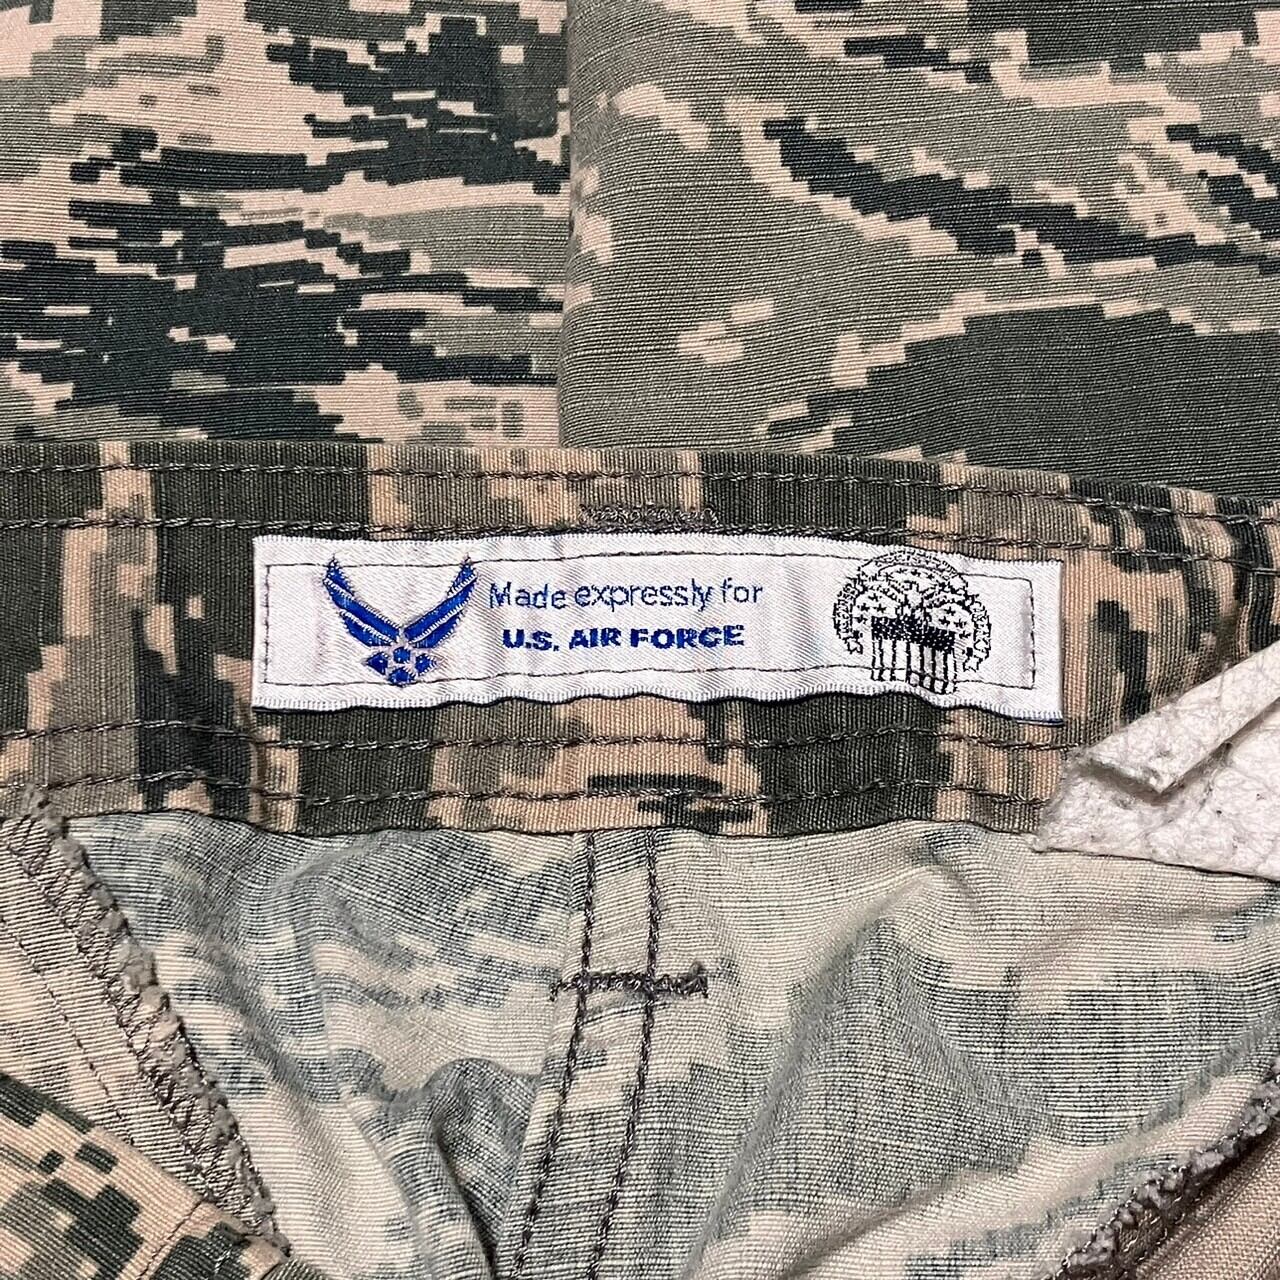 Made expressly for
U.S. AIR FORCE